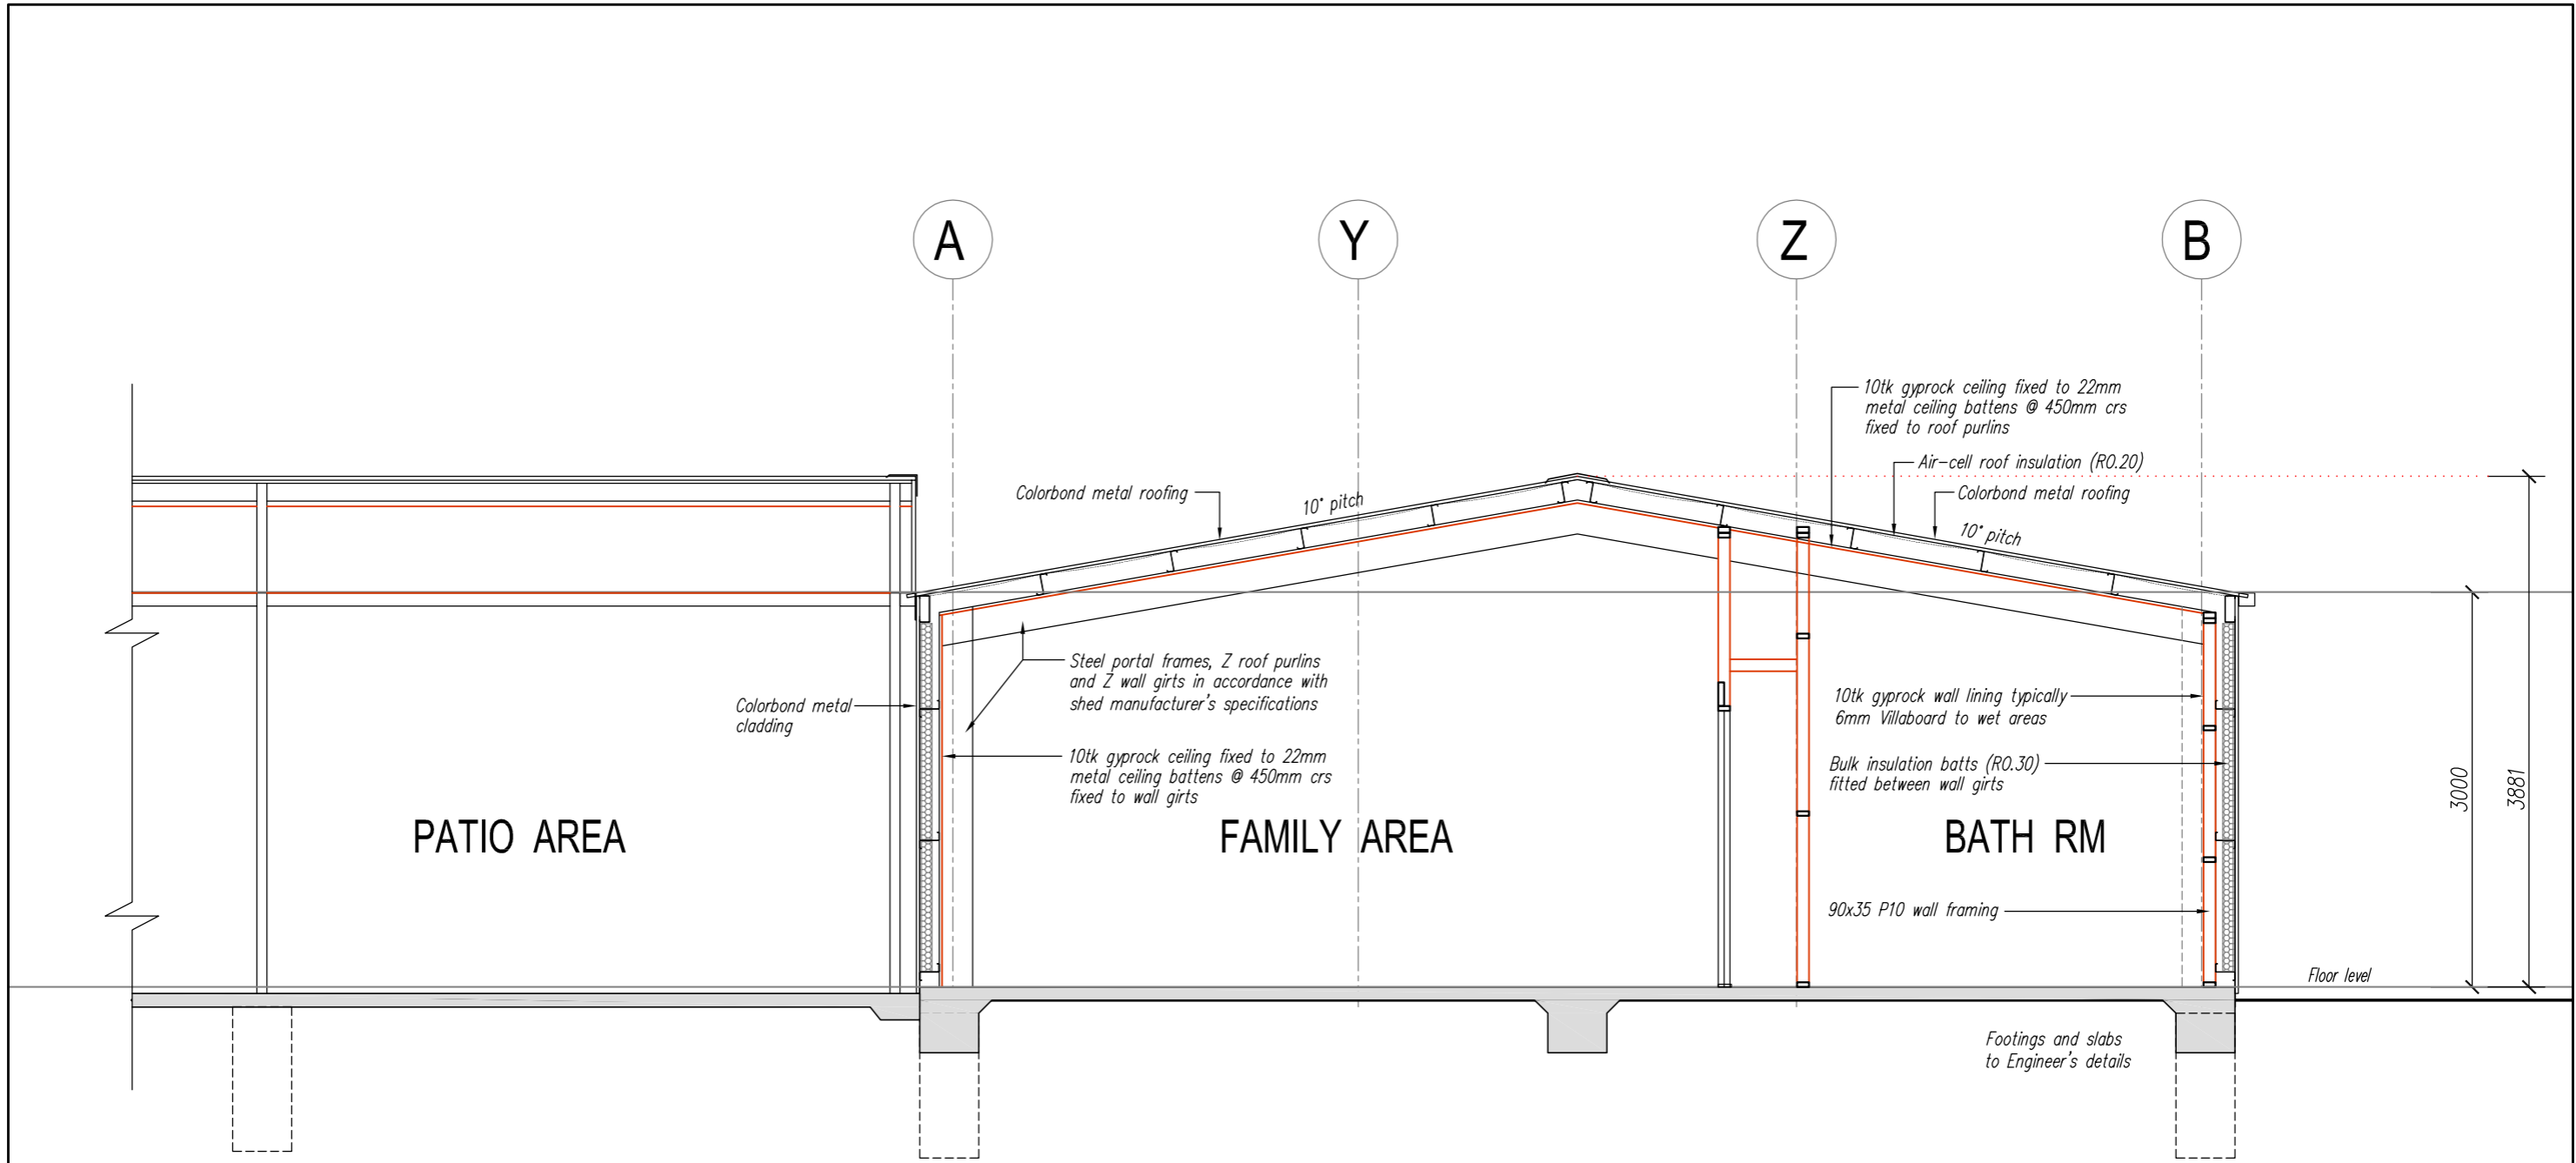 A
Y
Z
B
10tk gyprock ceiling fixed to 22mm
metal ceiling battens @ 450mm crs
fixed to roof purlins
Air-cell roof insulation (R0.20)
Colorbond metal roofing
10° pitch
Colorbond metal roofing
10° pitch
Steel portal frames, Z roof purlins
and Z wall girts in accordance with
shed manufacturer's specifications
Colorbond metal
cladding
10tk gyprock ceiling fixed to 22mm
metal ceiling battens @ 450mm crs
fixed to wall girts
10tk gyprock wall lining typically
6mm Villaboard to wet areas
Bulk insulation batts (R0.30)
fitted between wall girts
3000
3881
PATIO AREA
FAMILY AREA
BATH RM
90x35 P10 wall framing
Floor level
Footings and slabs
to Engineer's details